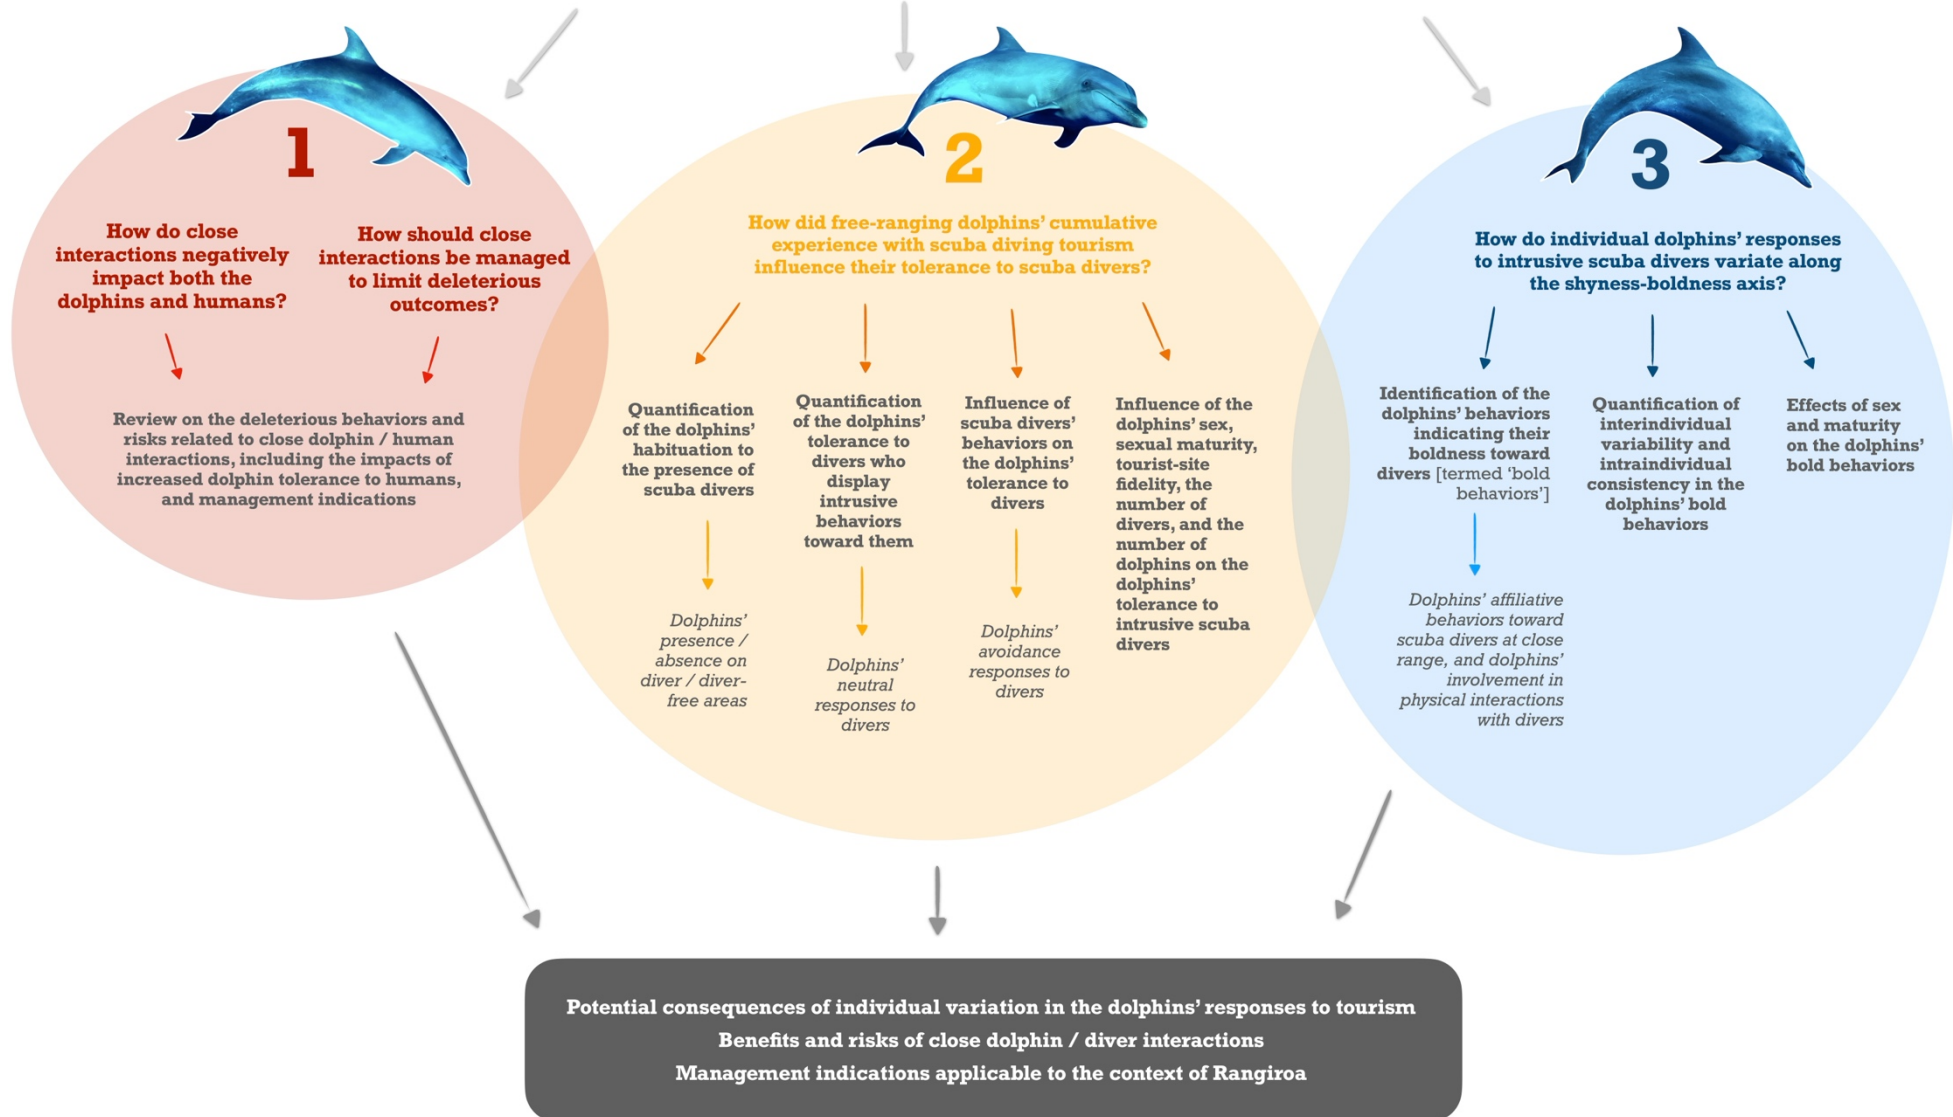 1
How do close
interactions negatively
impact both the
dolphins and humans?
How should close
interactions be managed
to limit deleterious
outcomes?
Review on the deleterious behaviors and
risks related to close dolphin / human
interactions, including the impacts of
increased dolphin tolerance to humans,
and management indications
2
How did free-ranging dolphins’ cumulative
experience with scuba diving tourism
influence their tolerance to scuba divers?
Quantification
of the dolphins’
habituation to
the presence of
scuba divers
Dolphins’
presence /
absence on
diver / diver-
free areas
Quantification
of the dolphins’
tolerance to
divers who
display
intrusive
behaviors
toward them
Dolphins’
neutral
responses to
divers
Influence of
scuba divers’
behaviors on
the dolphins’
tolerance to
divers
Dolphins’
avoidance
responses to
divers
Influence of the
dolphins’ sex,
sexual maturity,
tourist-site
fidelity, the
number of
divers, and the
number of
dolphins on the
dolphins’
tolerance to
intrusive scuba
divers
3
How do individual dolphins’ responses
to intrusive scuba divers variate along
the shyness-boldness axis?
Identification of the
dolphins’ behaviors
indicating their
boldness toward
divers [termed ‘bold
behaviors’]
Dolphins’ affiliative
behaviors toward
scuba divers at close
range, and dolphins’
involvement in
physical interactions
with divers
Quantification of
interindividual
variability and
intraindividual
consistency in the
dolphins’ bold
behaviors
Effects of sex
and maturity
on the dolphins’
bold behaviors
Potential consequences of individual variation in the dolphins’ responses to tourism
Benefits and risks of close dolphin / diver interactions
Management indications applicable to the context of Rangiroa